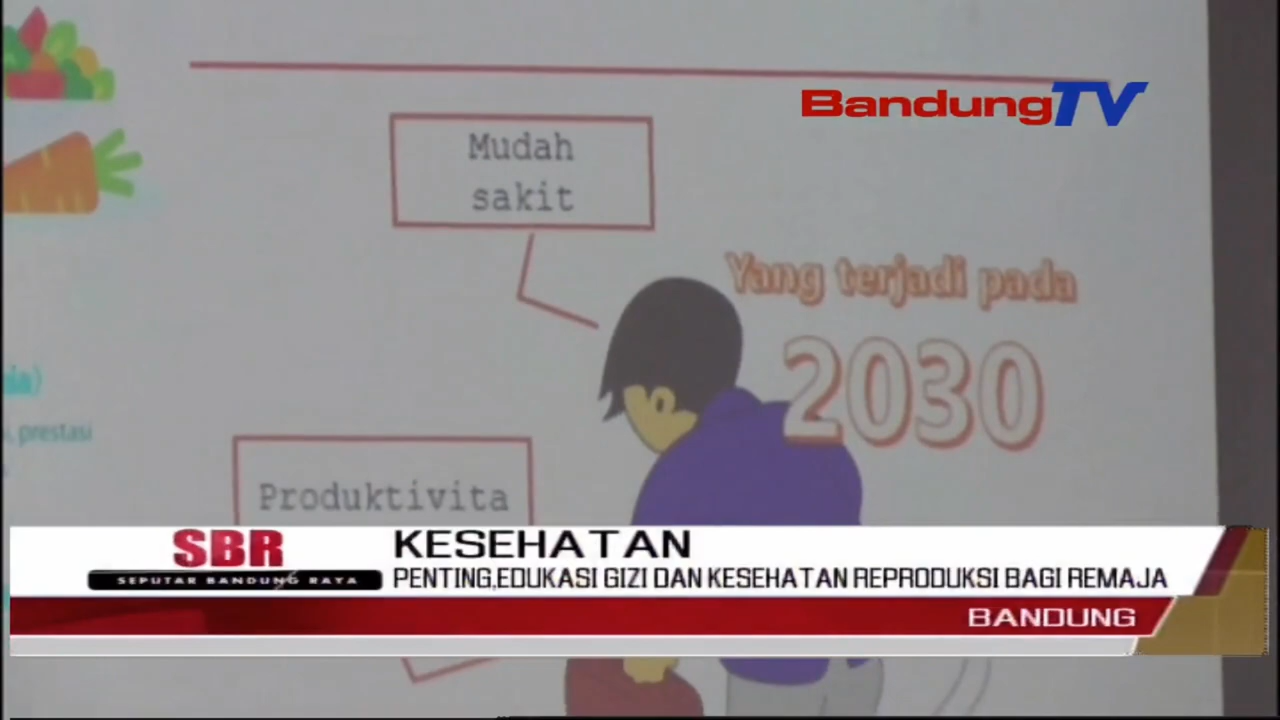 BandungTV
Mudah
sakit
Yang terjadi pada
2030
prestasi
Produktivita
SBR
SEPUTAR BANDUNG RAYA
KESEHATAN
PENTING,EDUKASI GIZI DAN KESEHATAN REPRODUKSI BAGI REMAJA
BANDUNG